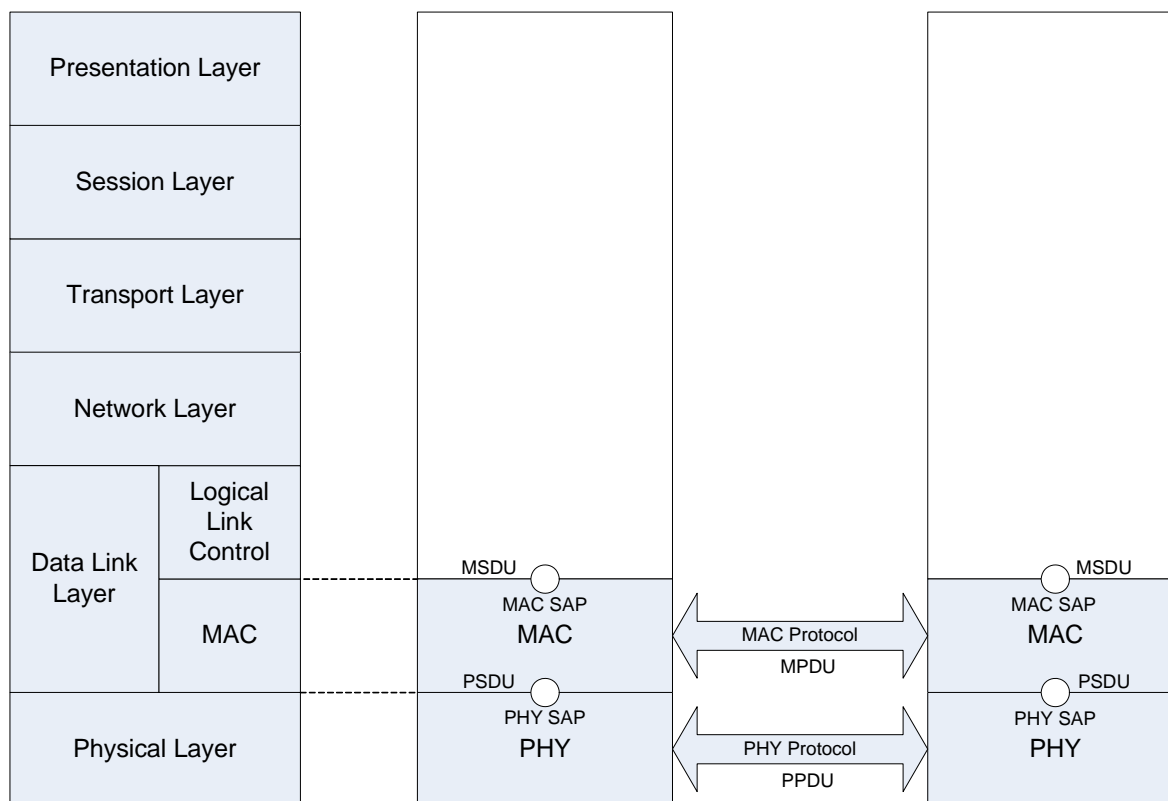 Presentation Layer
Session Layer
Transport Layer
Network Layer
Data Link
Layer
Logical
Link
Control
MAC
Physical Layer
MSDU
MAC SAP
MAC
PSDU
PHY SAP
PHY
MAC Protocol
MPDU
PHY Protocol
PPDU
MSDU
MAC SAP
MAC
PSDU
PHY SAP
PHY